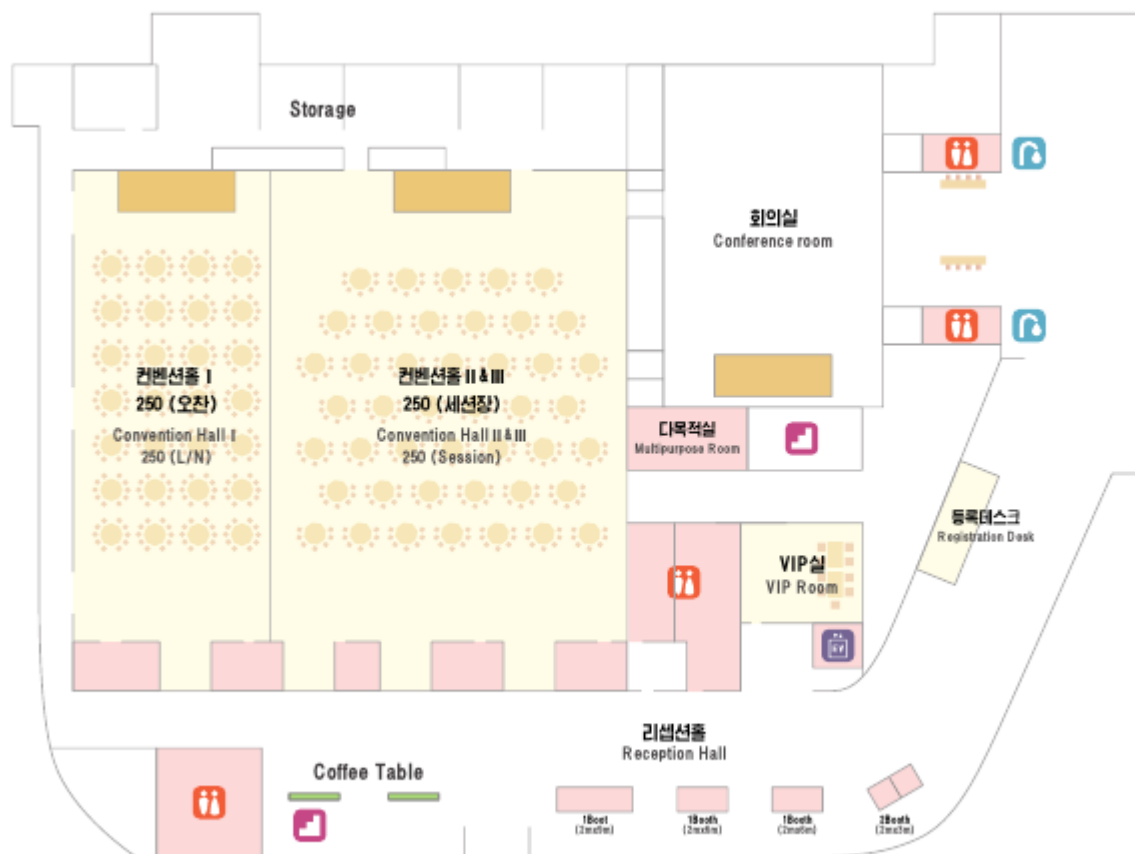 Storage
회의실
Conference room
컨벤션홀 I
250 (오찬)
Convention Hall I
250 (L/N)
컨벤션홀 II & III
250 (세션장)
Convention Hall II & III
250 (Session)
다목적실
Multipurpose Room
등록데스크
Registration Desk
VIP실
VIP Room
EV
리셉션홀
Reception Hall
Coffee Table
1Boot
1Booth
1Booth
2Booth
(2mx3m)